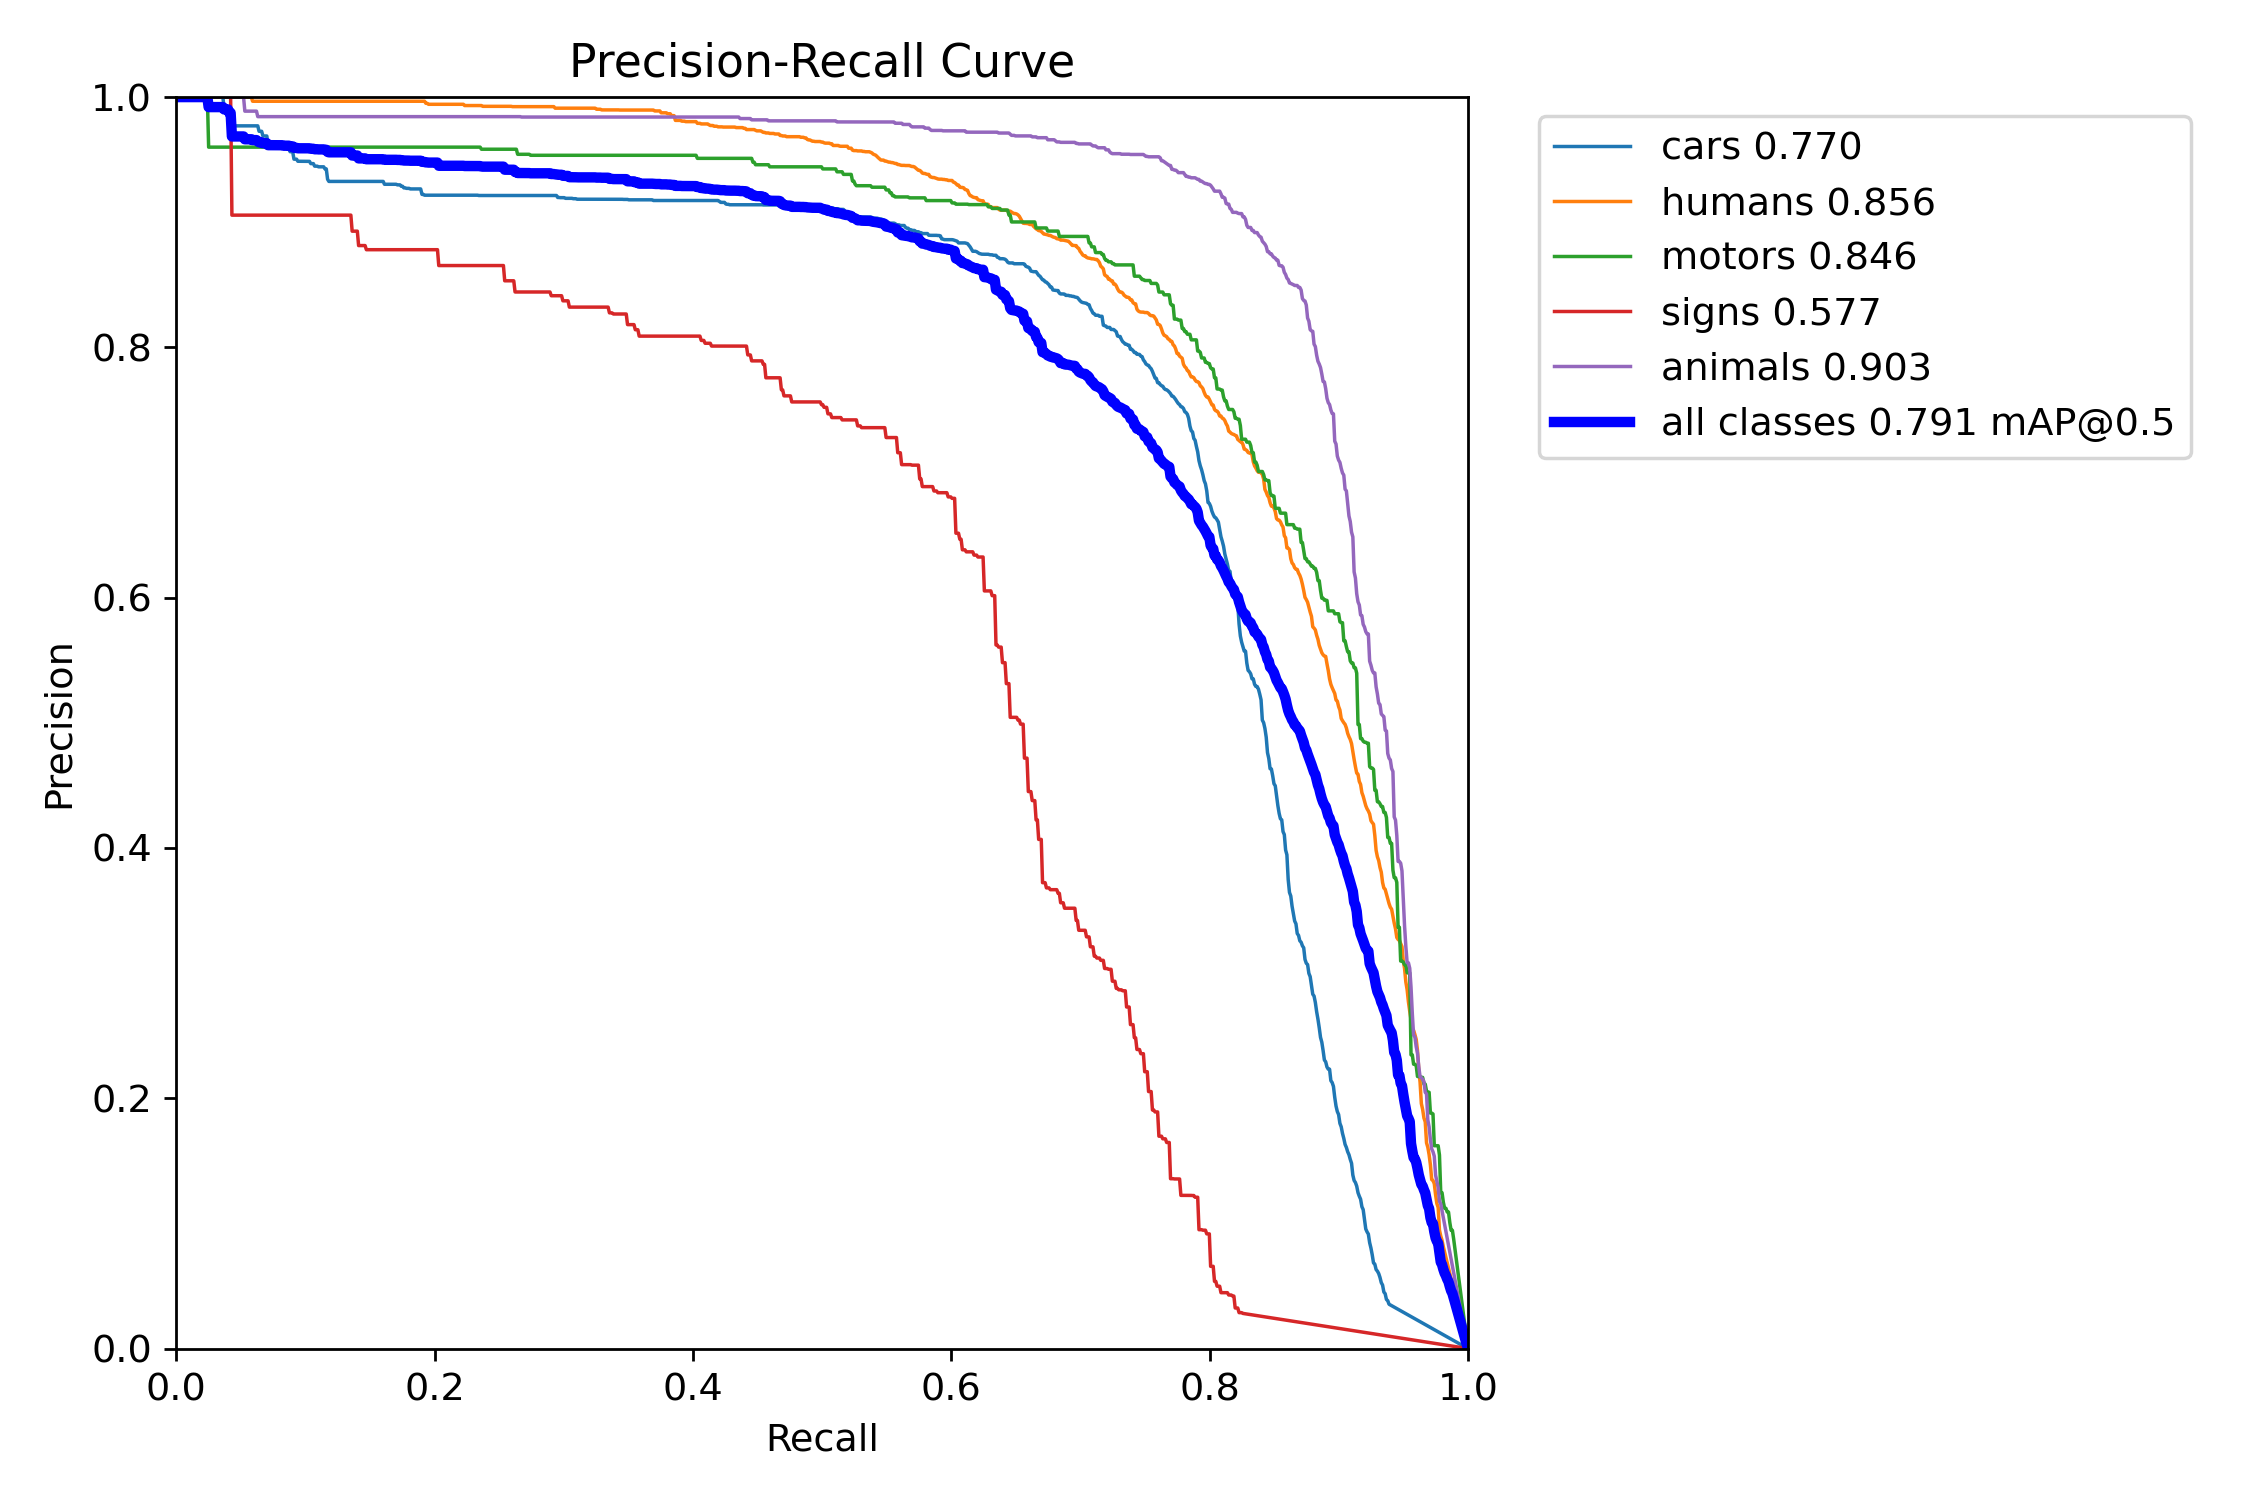 Precision-Recall Curve
1.0
0.8
0.6
0.4
0.2
0.0
Precision
0.0 0.2 0.4 0.6 0.8 1.0
Recall
cars 0.770
humans 0.856
motors 0.846
signs 0.577
animals 0.903
all classes 0.791 mAP@0.5